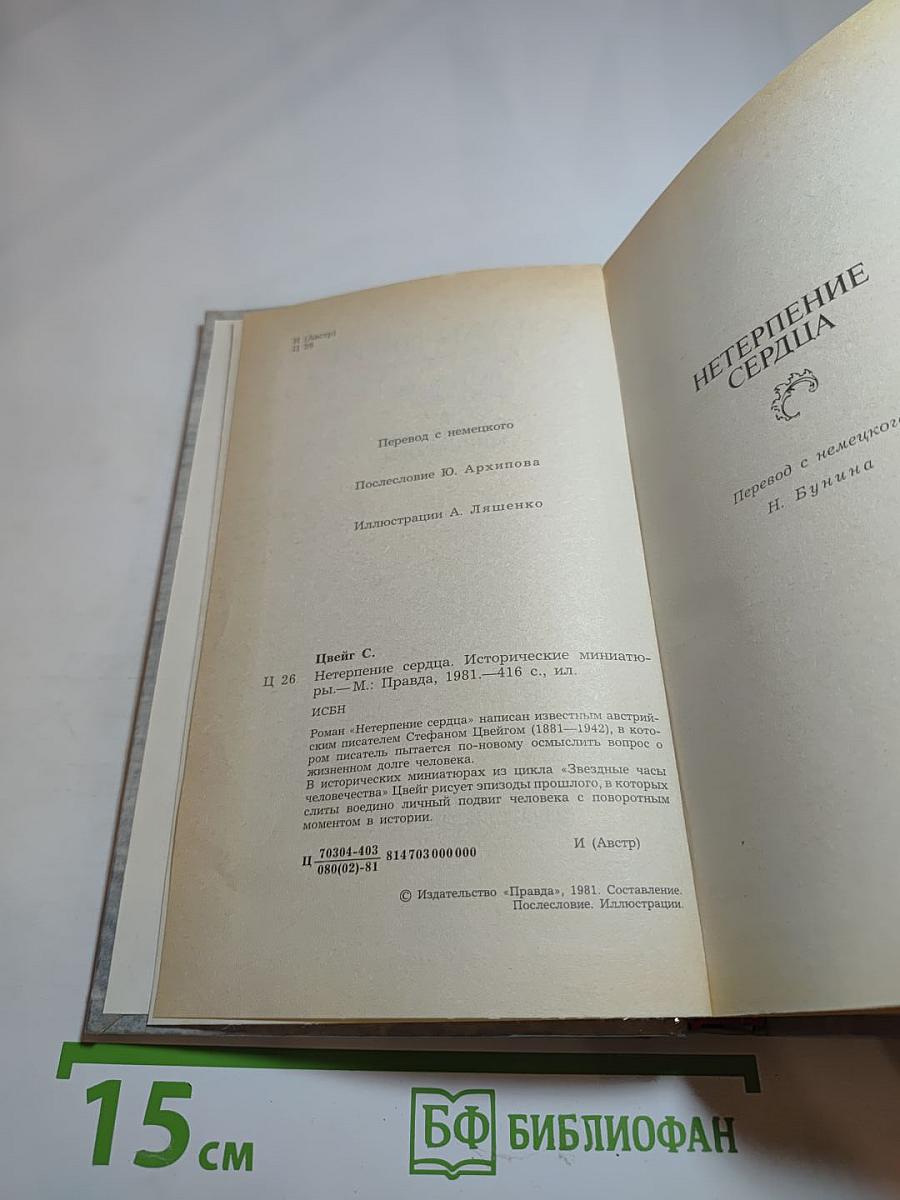 И (Австр)
Ц 26
Перевод с немецкого
Послесловие Ю. Архипова
Иллюстрации А. Ляшенко
Цвейг С.
Ц 26 Нетерпение сердца. Исторические миниатю-
ры.— М.: Правда, 1981.—416 с., ил.
ИСБН
Роман «Нетерпение сердца» написан известным австрий-
ским писателем Стефаном Цвейгом (1881—1942), в кото-
ром писатель пытается по-новому осмыслить вопрос о
жизненном долге человека.
В исторических миниатюрах из цикла «Звездные часы
человечества» Цвейг рисует эпизоды прошлого, в которых
слиты воедино личный подвиг человека с поворотным
моментом в истории.
Ц 70304-403
080(02)-81 814703000000
И (Австр)
© Издательство «Правда», 1981. Составление.
Послесловие. Иллюстрации.
НЕТЕРПЕНИЕ
СЕРДЦА
Перевод с немецкого
Н. Бунина
15 см
БФ БИБЛИОФАН